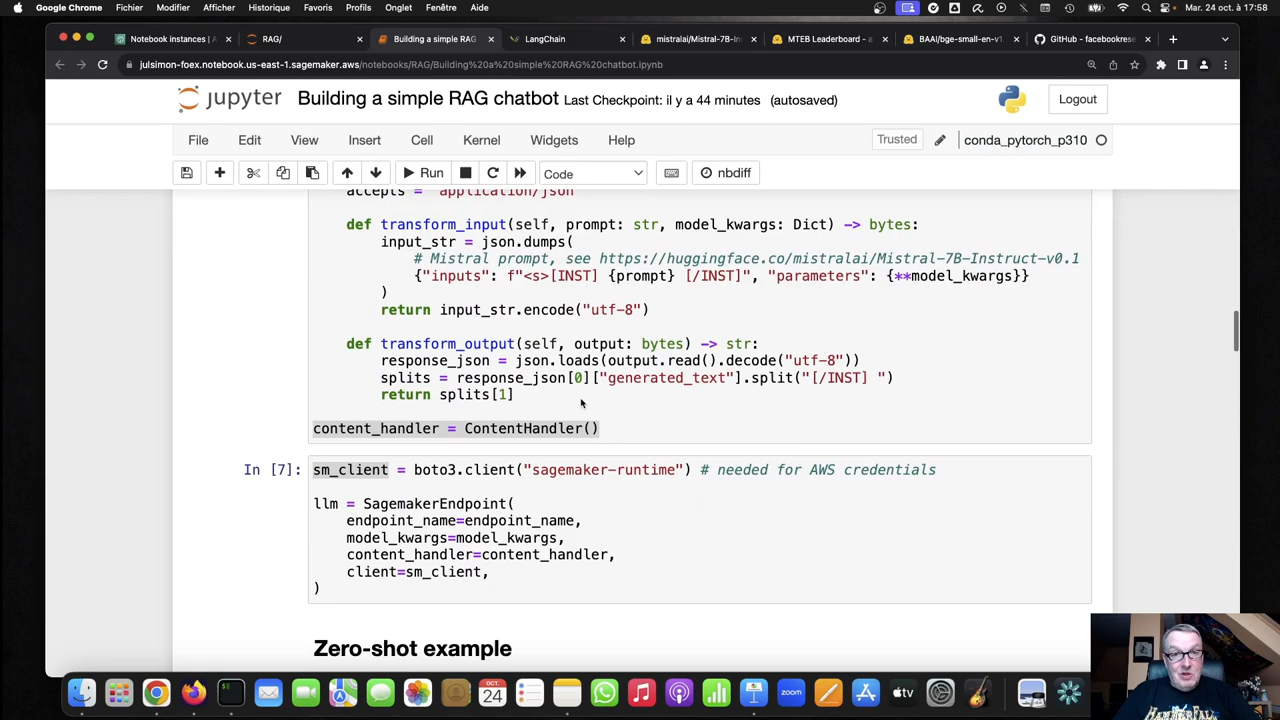 Google Chrome Fichier Modifier Afficher Historique Favoris Profils Onglet Fenêtre Aide Mar. 24 oct. à 17:58
Notebook instances | A RAG/ Building a simple RAG LangChain mistralai/Mistral-7B-In MTEB Leaderboard - a BAAI/bge-small-en-v1. GitHub - facebookrese
julsimon-foex.notebook.us-east-1.sagemaker.aws/notebooks/RAG/Building%20a%20simple%20RAG%20chatbot.ipynb
jupyter Building a simple RAG chatbot Last Checkpoint: il y a 44 minutes (autosaved) Logout
File Edit View Insert Cell Kernel Widgets Help Trusted conda_pytorch_p310
Run Code nbdiff
accepts = "application/json"
def transform_input(self, prompt: str, model_kwargs: Dict) -> bytes:
input_str = json.dumps(
# Mistral prompt, see https://huggingface.co/mistralai/Mistral-7B-Instruct-v0.1
{"inputs": f"<s>[INST] {prompt} [/INST]", "parameters": {**model_kwargs}}
)
return input_str.encode("utf-8")
def transform_output(self, output: bytes) -> str:
response_json = json.loads(output.read().decode("utf-8"))
splits = response_json[0]["generated_text"].split("[/INST] ")
return splits[1]
content_handler = ContentHandler()
In [7]: sm_client = boto3.client("sagemaker-runtime") # needed for AWS credentials
llm = SagemakerEndpoint(
endpoint_name=endpoint_name,
model_kwargs=model_kwargs,
content_handler=content_handler,
client=sm_client,
)
Zero-shot example
OCT.
24
zoom
tv
HAMMERFALL